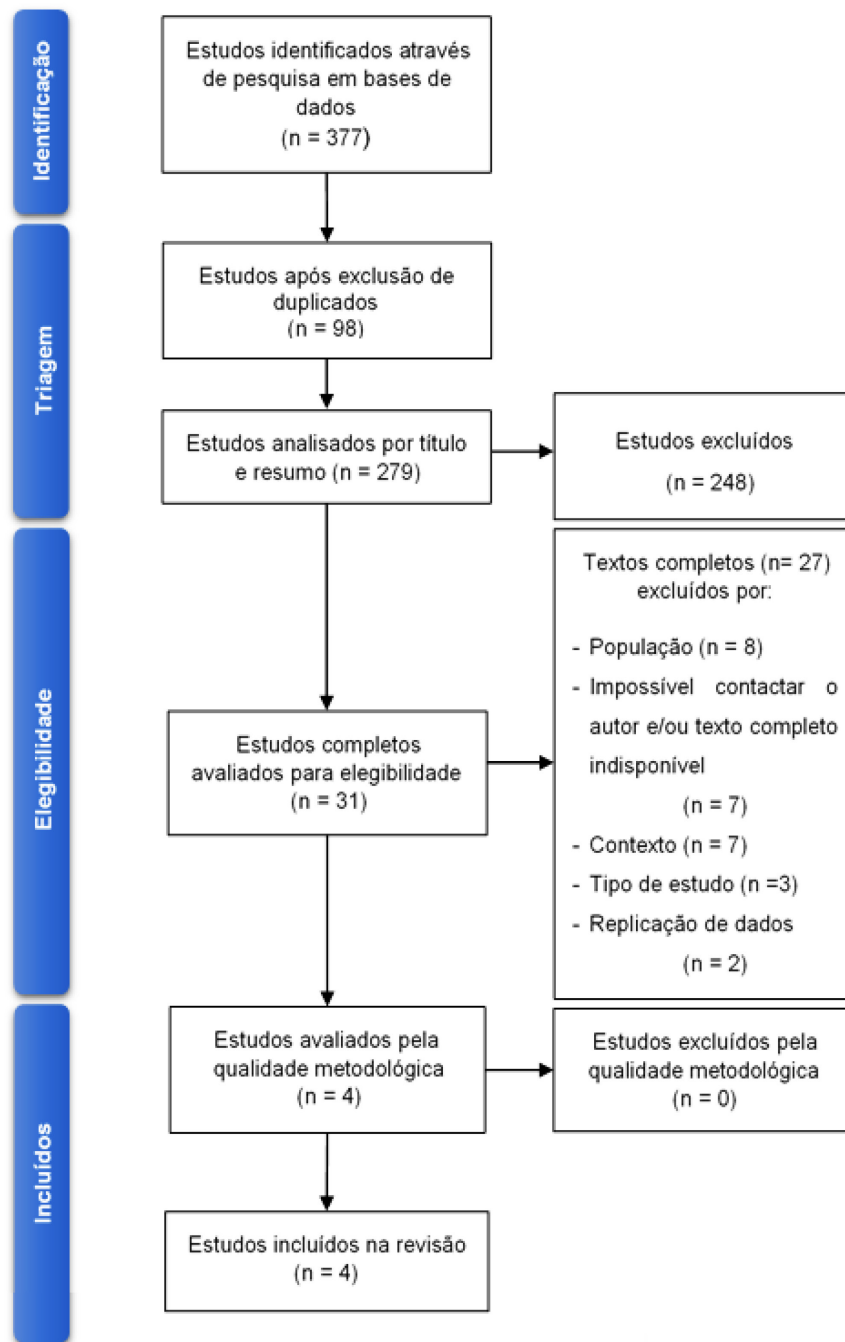 Identificação
Estudos identificados através
de pesquisa em bases de
dados
(n = 377)
Triagem
Estudos após exclusão de
duplicados
(n = 98)
Estudos analisados por título
e resumo (n = 279)
Estudos excluídos
(n = 248)
Elegibilidade
Estudos completos
avaliados para elegibilidade
(n = 31)
Textos completos (n= 27)
excluídos por:
- População (n = 8)
- Impossível contactar o
autor e/ou texto completo
indisponível
(n = 7)
- Contexto (n = 7)
- Tipo de estudo (n =3)
- Replicação de dados
(n = 2)
Incluídos
Estudos avaliados pela
qualidade metodológica
(n = 4)
Estudos excluídos pela
qualidade metodológica
(n = 0)
Estudos incluídos na revisão
(n = 4)